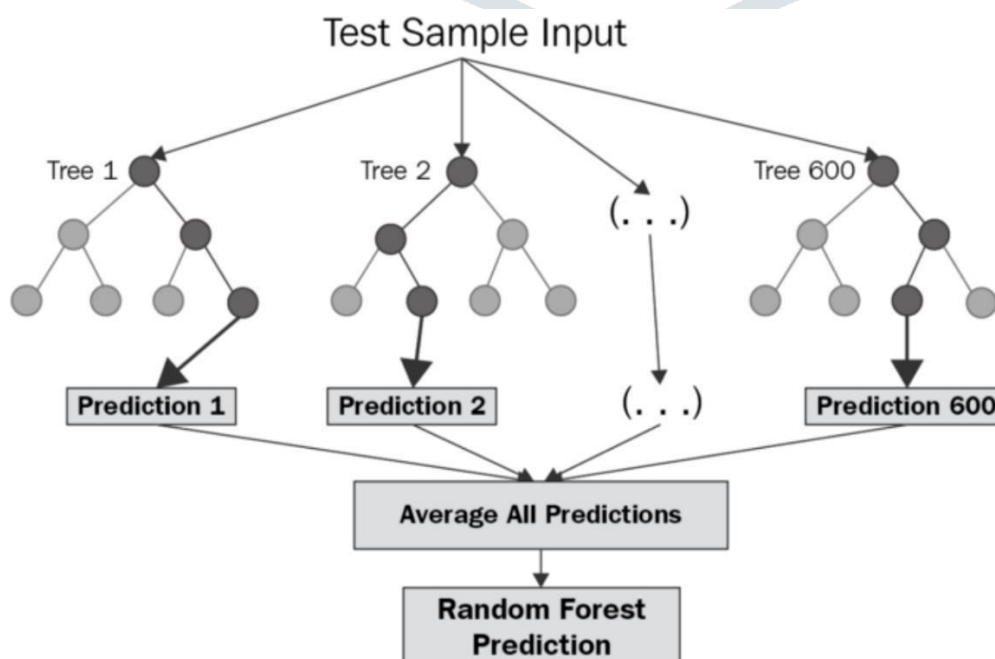 Test Sample Input
Tree 1
Tree 2
Tree 600
(. . .)
Prediction 1
Prediction 2
(. . .)
Prediction 600
Average All Predictions
Random Forest
Prediction